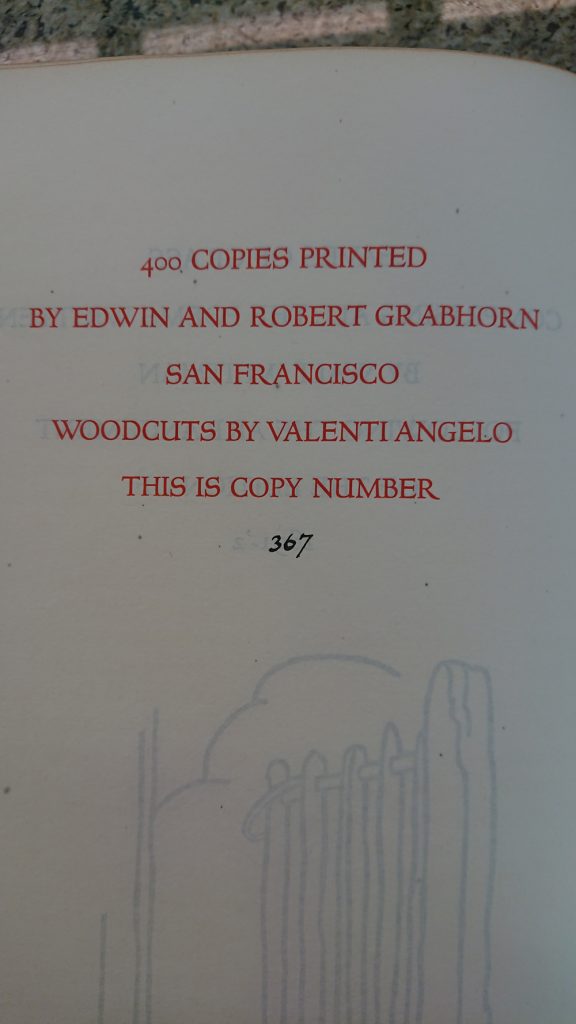 400 COPIES PRINTED
BY EDWIN AND ROBERT GRABHORN
SAN FRANCISCO
WOODCUTS BY VALENTI ANGELO
THIS IS COPY NUMBER
367